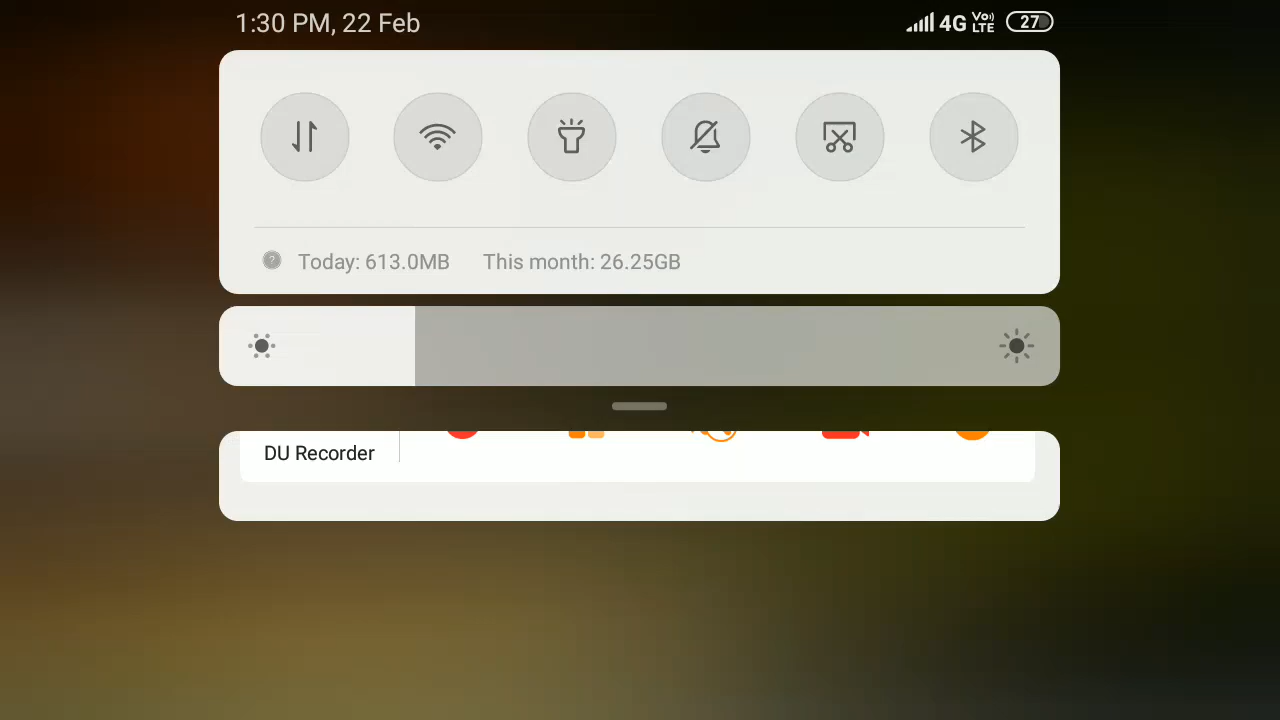 1:30 PM, 22 Feb 4G Vo) LTE 27
Today: 613.0MB This month: 26.25GB
DU Recorder